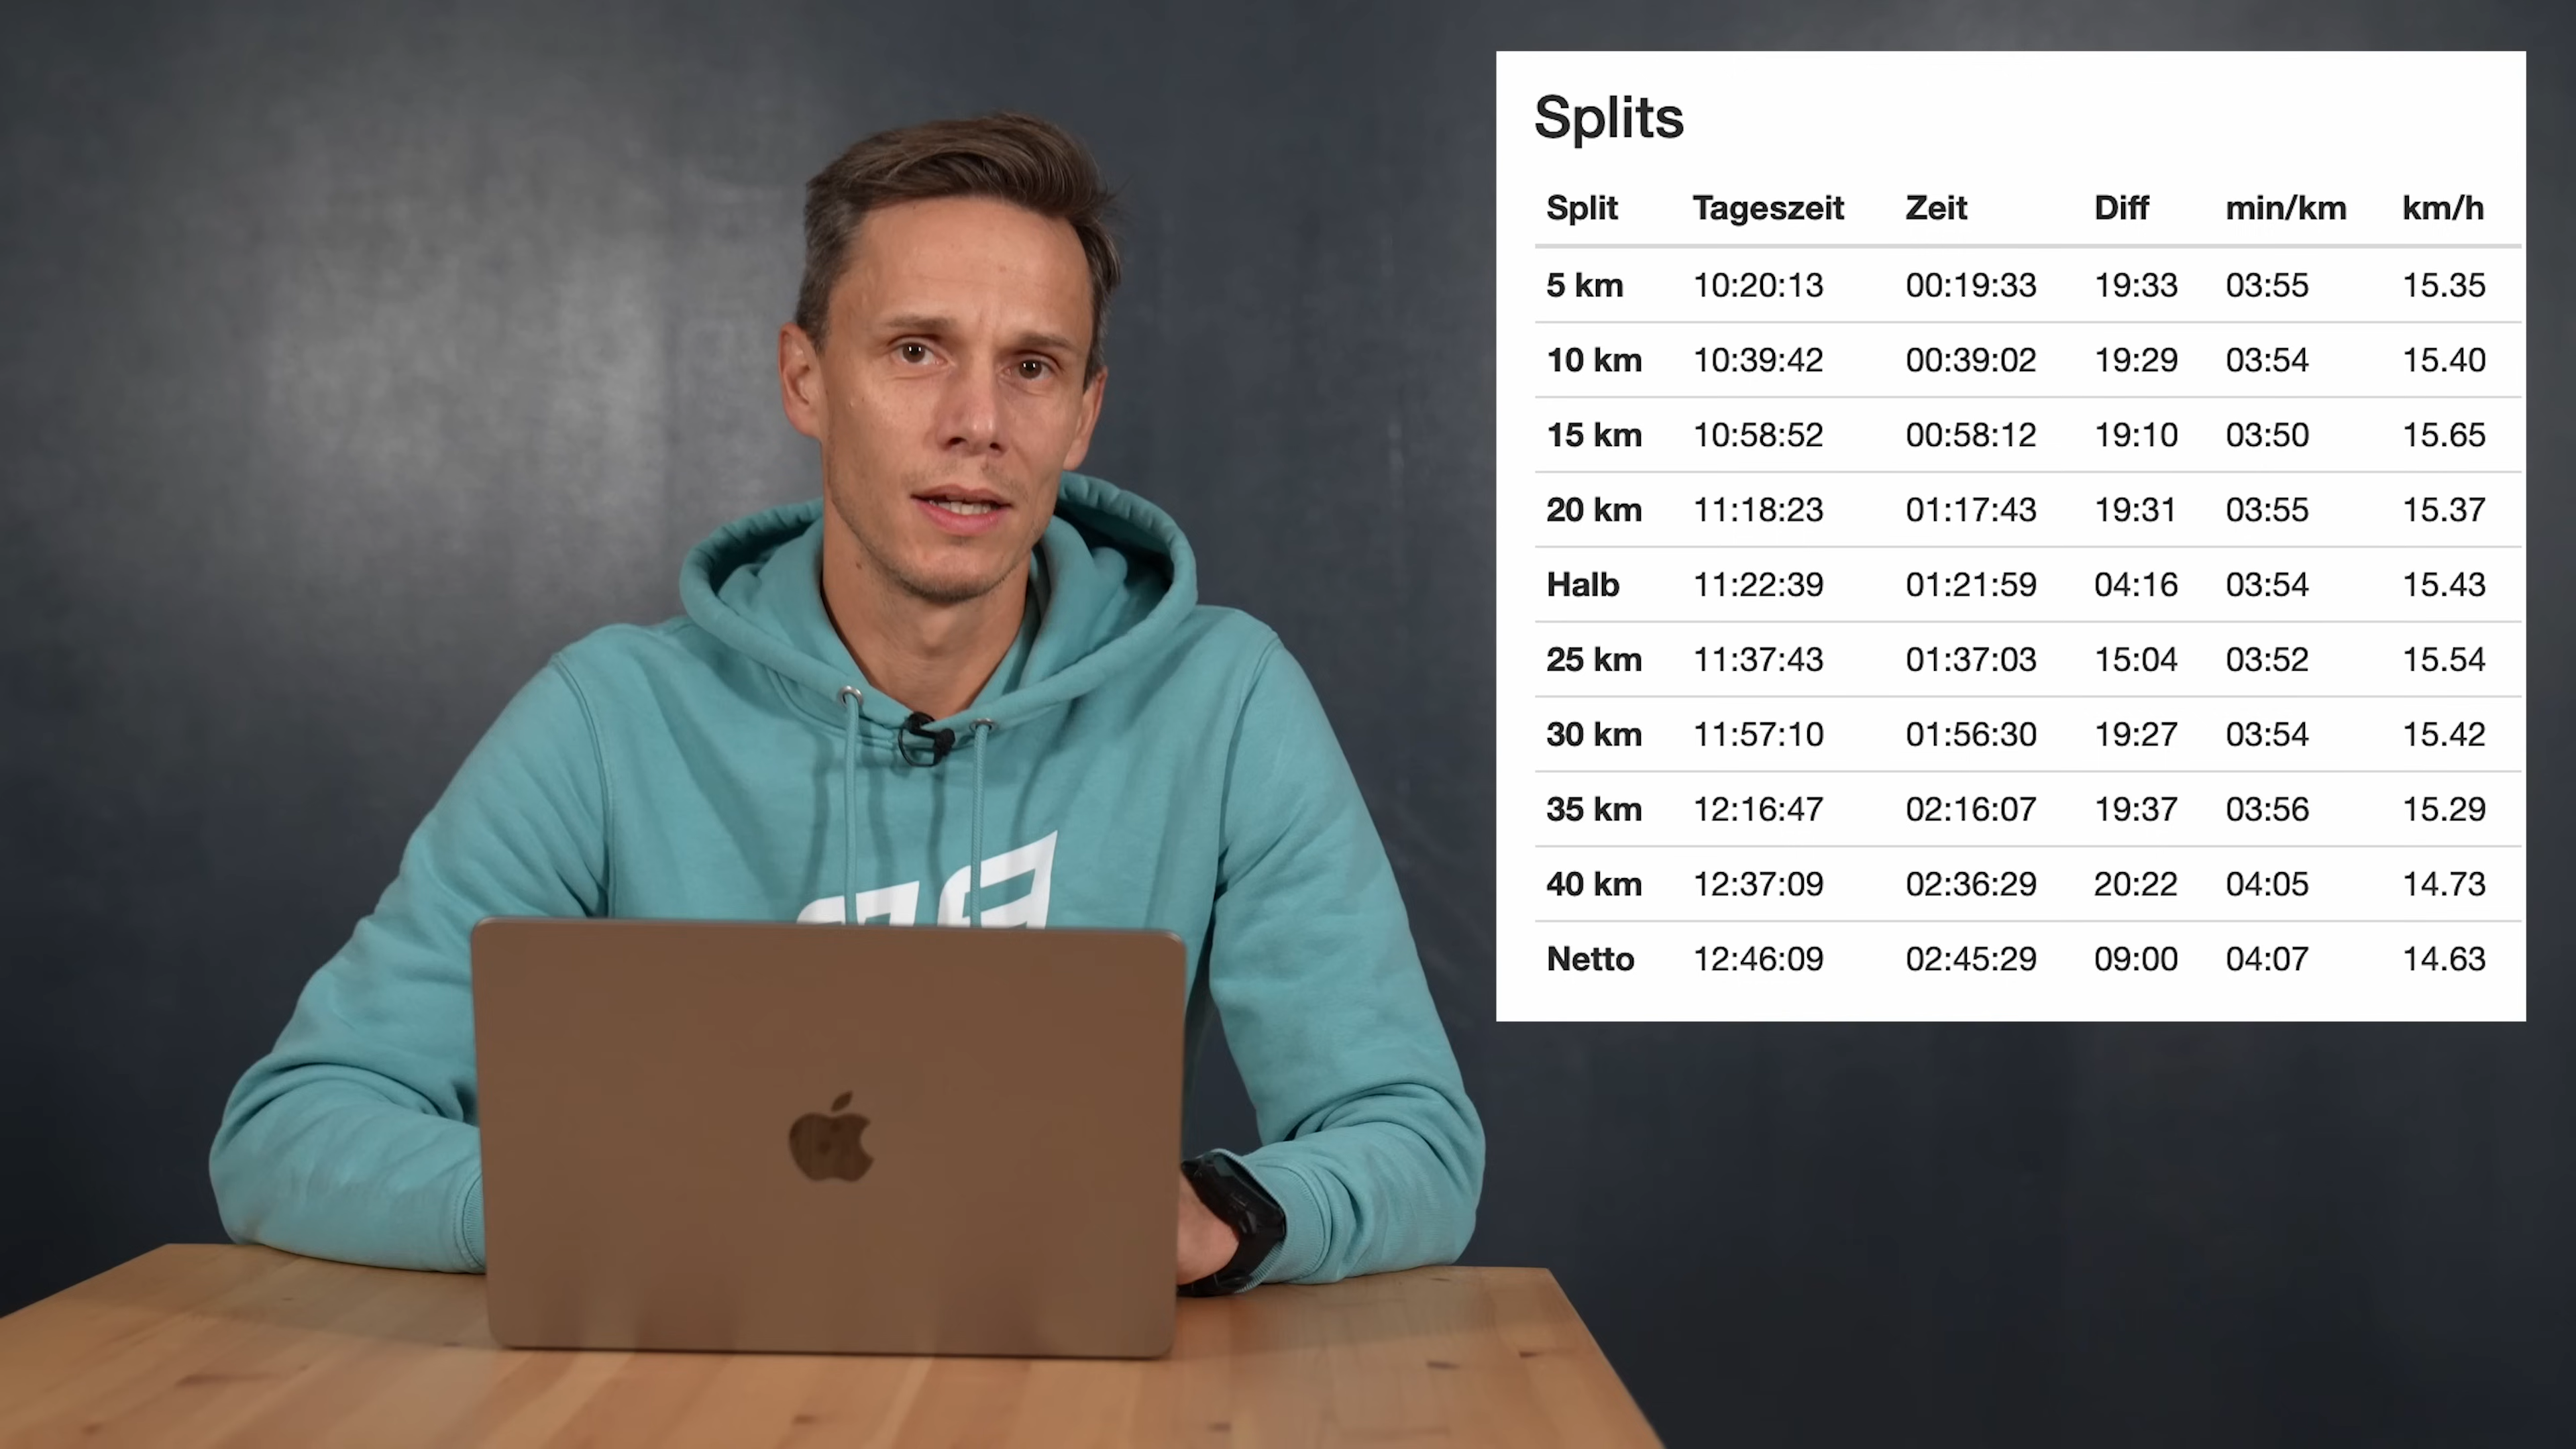 Splits
Split Tageszeit Zeit Diff min/km km/h
5 km 10:20:13 00:19:33 19:33 03:55 15.35
10 km 10:39:42 00:39:02 19:29 03:54 15.40
15 km 10:58:52 00:58:12 19:10 03:50 15.65
20 km 11:18:23 01:17:43 19:31 03:55 15.37
Halb 11:22:39 01:21:59 04:16 03:54 15.43
25 km 11:37:43 01:37:03 15:04 03:52 15.54
30 km 11:57:10 01:56:30 19:27 03:54 15.42
35 km 12:16:47 02:16:07 19:37 03:56 15.29
40 km 12:37:09 02:36:29 20:22 04:05 14.73
Netto 12:46:09 02:45:29 09:00 04:07 14.63